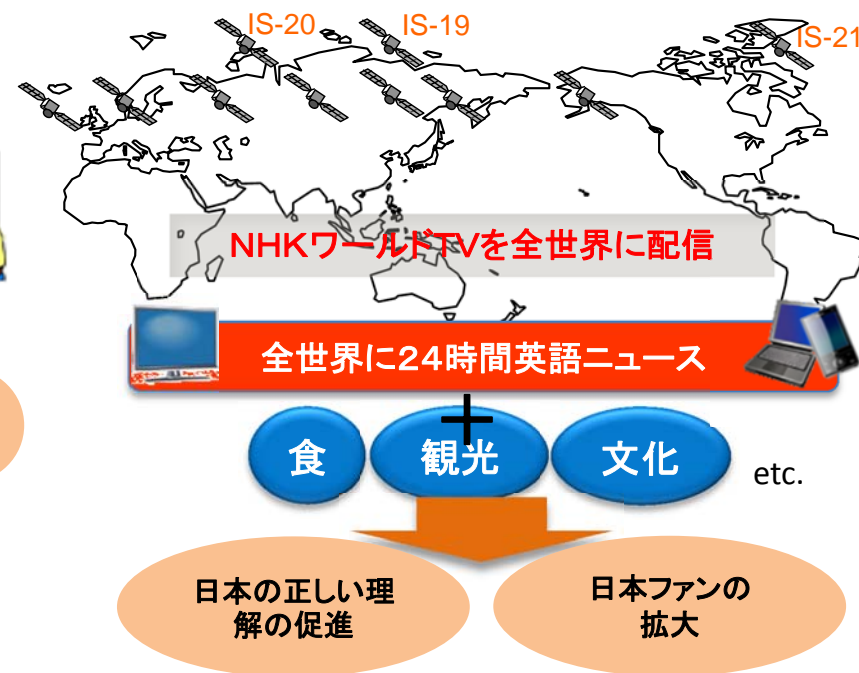 IS-20
IS-19
IS-21
NHKワールドTVを全世界に配信
全世界に24時間英語ニュース
+
食
観光
文化
etc.
日本の正しい理
解の促進
日本ファンの
拡大